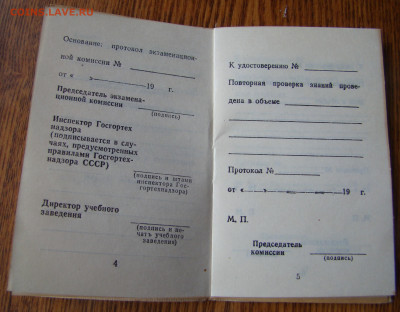 Основание: протокол экзаменацион-
ной комиссии №
от « » 19 г.
Председатель экзамена-
ционной комиссии
(подпись)
Инспектор Госгортех
надзора
(подписывается в слу-
чаях, предусмотренных
правилами Госгортех-
надзора СССР)
(подпись и штамп
инспектора Гос-
гортехнадзора)
Директор учебного
заведения
(подпись и пе-
чать учебного
заведения)
4
К удостоверению №
Повторная проверка знаний прове-
дена в объеме
Протокол №
от « » 19 г.
М. П.
Председатель
комиссии
(подпись)
5